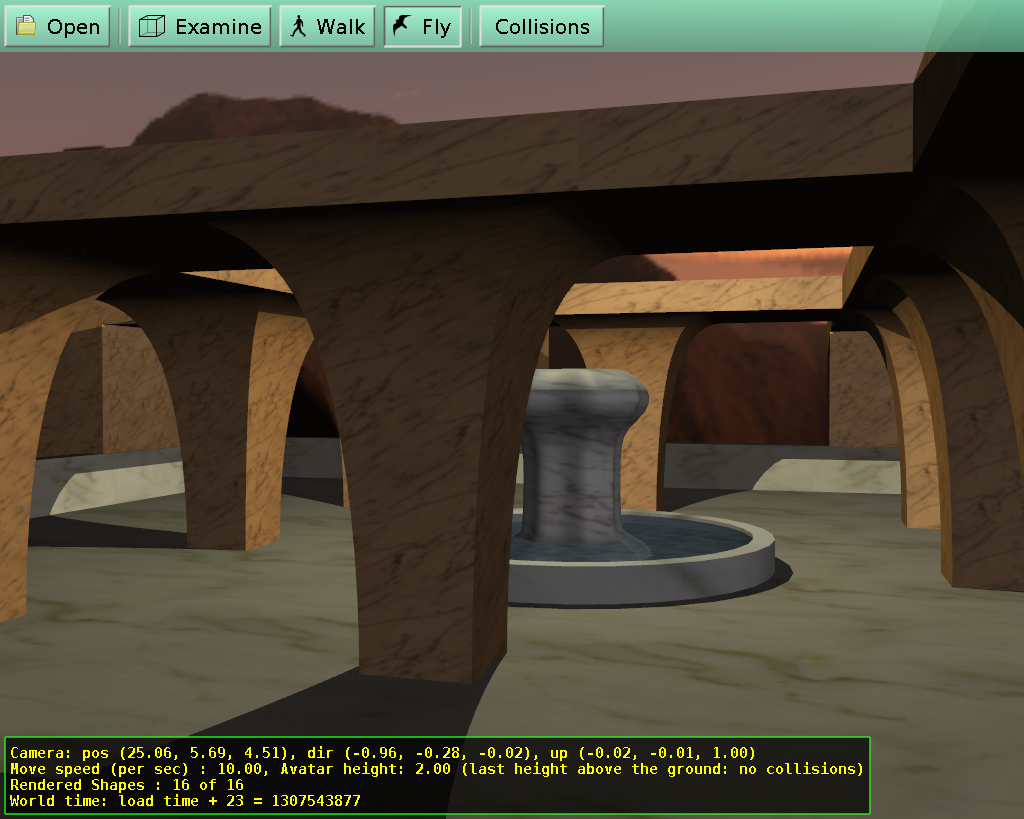 Open Examine Walk Fly Collisions
Camera: pos (25.06, 5.69, 4.51), dir (-0.96, -0.28, -0.02), up (-0.02, -0.01, 1.00)
Move speed (per sec) : 10.00, Avatar height: 2.00 (last height above the ground: no collisions)
Rendered Shapes : 16 of 16
World time: load time + 23 = 1307543877